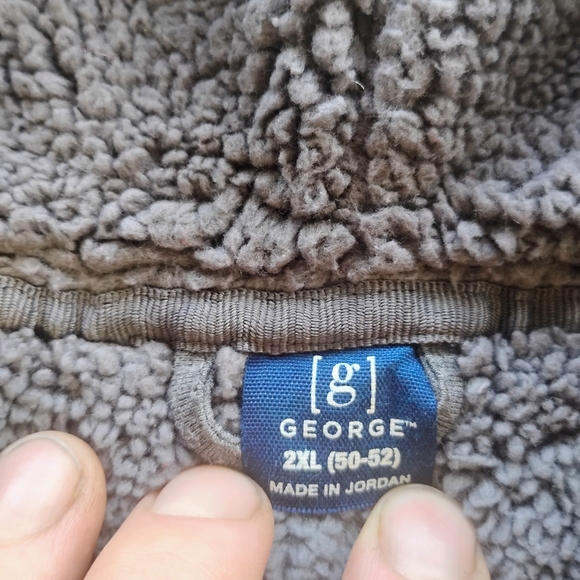 [g]
GEORGE™
2XL (50-52)
MADE IN JORDAN